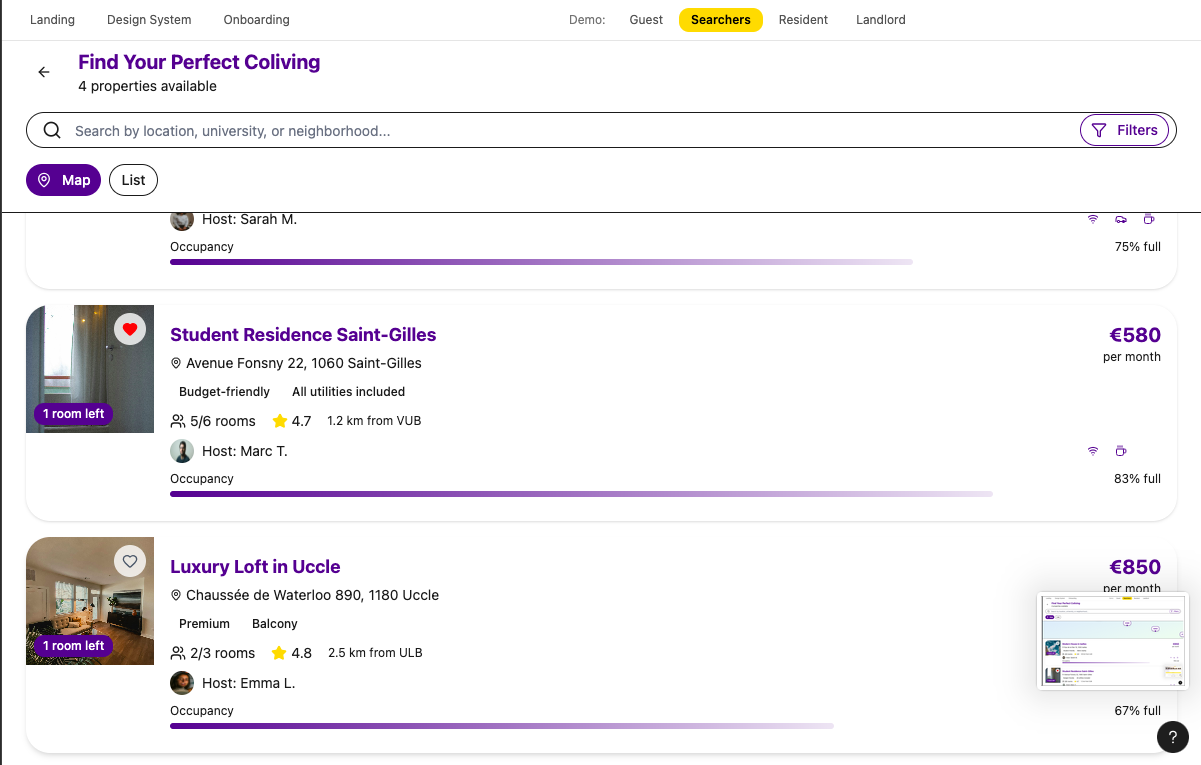 Landing Design System Onboarding Demo: Guest Searchers Resident Landlord
Find Your Perfect Coliving
4 properties available
Search by location, university, or neighborhood... Filters
Map List
Host: Sarah M.
Occupancy 75% full
Student Residence Saint-Gilles €580
Avenue Fonsny 22, 1060 Saint-Gilles per month
Budget-friendly All utilities included
1 room left
5/6 rooms 4.7 1.2 km from VUB
Host: Marc T.
Occupancy 83% full
Luxury Loft in Uccle €850
Chaussée de Waterloo 890, 1180 Uccle per month
Premium Balcony
1 room left
2/3 rooms 4.8 2.5 km from ULB
Host: Emma L.
Occupancy 67% full
Find Your Perfect Coliving
?